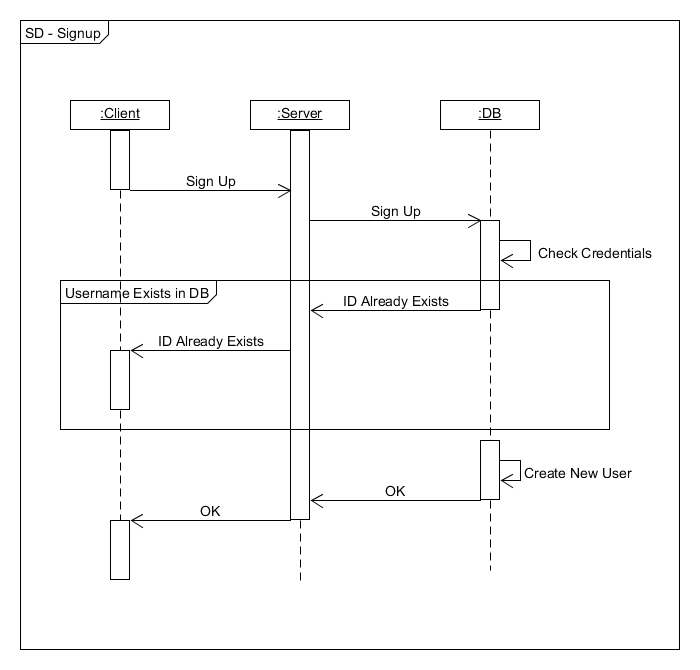 SD - Signup
:Client
:Server
:DB
Sign Up
Sign Up
Check Credentials
Username Exists in DB
ID Already Exists
ID Already Exists
Create New User
OK
OK